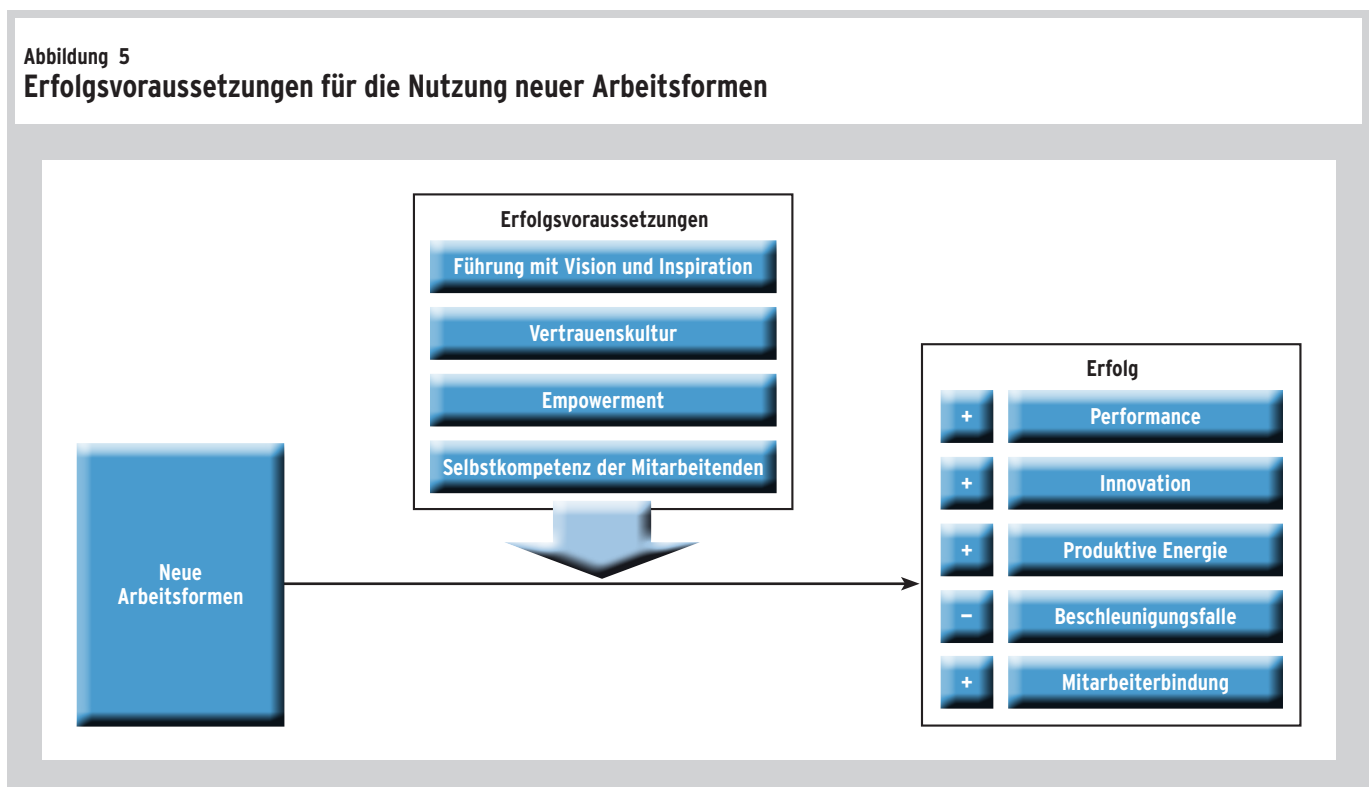 Abbildung 5
Erfolgsvoraussetzungen für die Nutzung neuer Arbeitsformen
Erfolgsvoraussetzungen
Führung mit Vision und Inspiration
Vertrauenskultur
Empowerment
Selbstkompetenz der Mitarbeitenden
Neue
Arbeitsformen
Erfolg
+ Performance
+ Innovation
+ Produktive Energie
– Beschleunigungsfalle
+ Mitarbeiterbindung